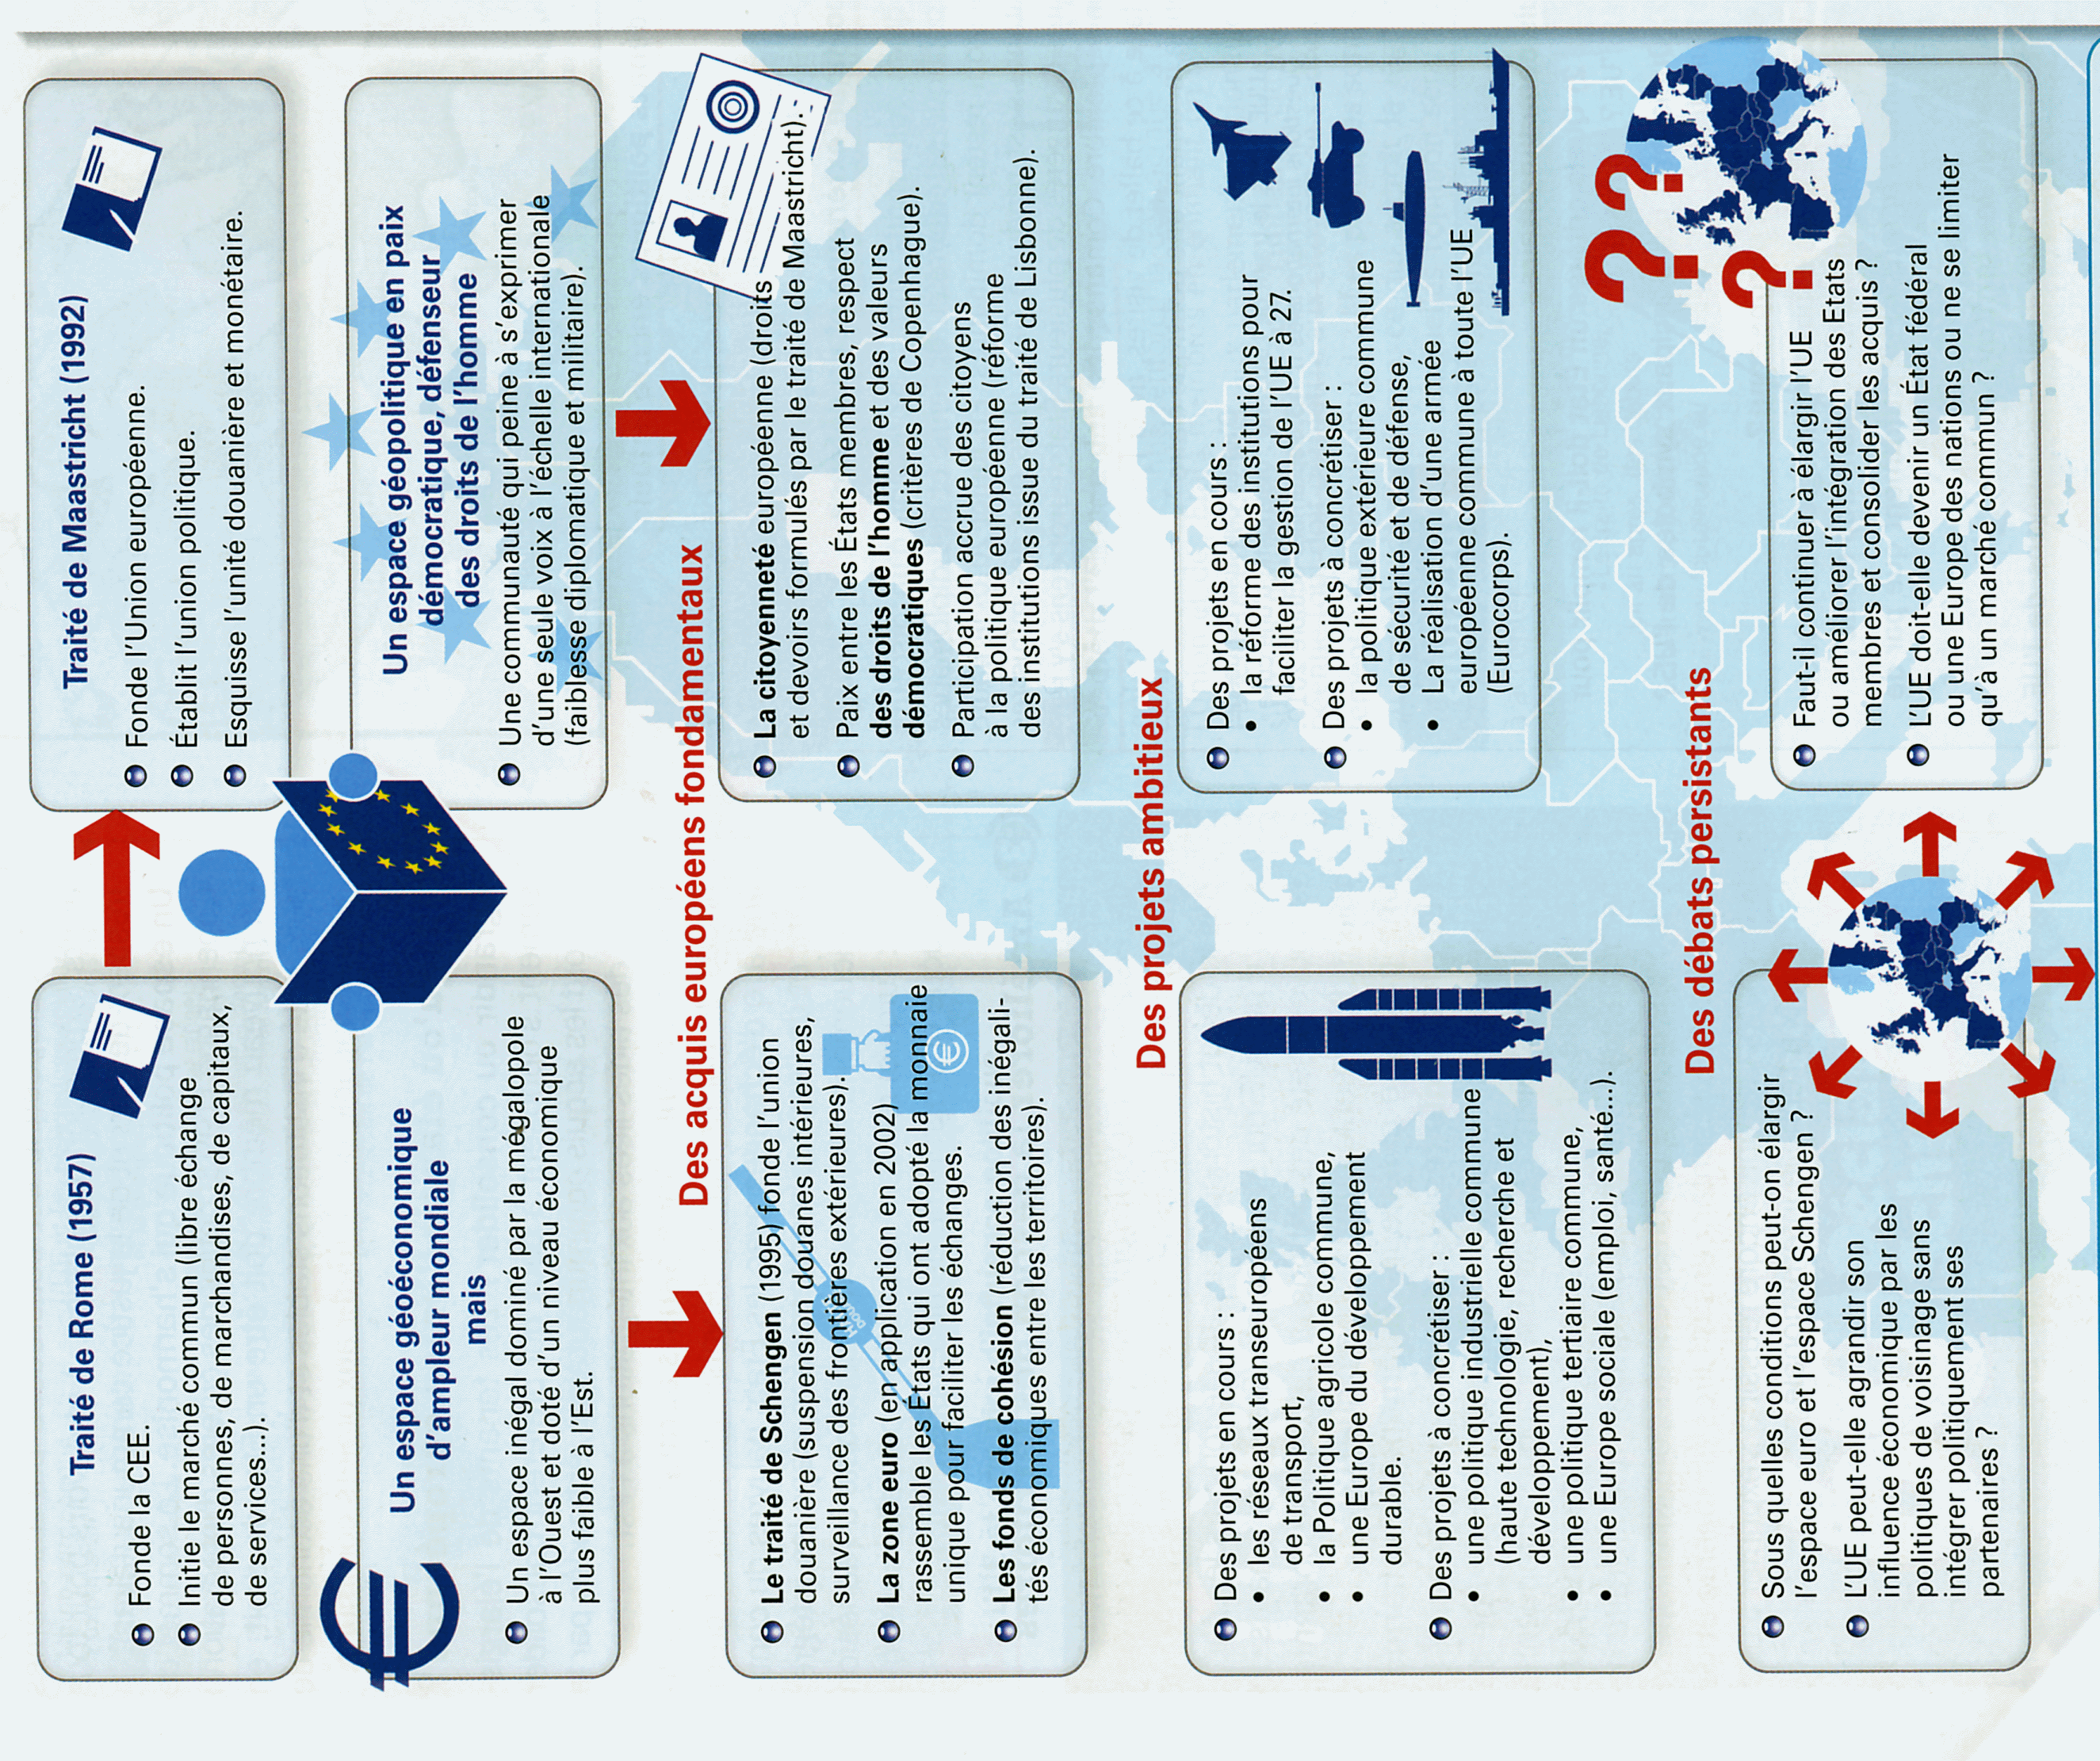 Traité de Rome (1957)
Fonde la CEE.
Initie le marché commun (libre échange
de personnes, de marchandises, de capitaux,
de services...).
Traité de Maastricht (1992)
Fonde l'Union européenne.
Établit l'union politique.
Esquisse l'unité douanière et monétaire.
Un espace géoéconomique
d'ampleur mondiale
mais
Un espace inégal dominé par la mégalopole
à l'Ouest et doté d'un niveau économique
plus faible à l'Est.
Un espace géopolitique en paix
démocratique, défenseur
des droits de l'homme
Une communauté qui peine à s'exprimer
d'une seule voix à l'échelle internationale
(faiblesse diplomatique et militaire).
Des acquis européens fondamentaux
Le traité de Schengen (1995) fonde l'union
douanière (suspension douanes intérieures,
surveillance des frontières extérieures).
La zone euro (en application en 2002)
rassemble les États qui ont adopté la monnaie
unique pour faciliter les échanges.
Les fonds de cohésion (réduction des inégali-
tés économiques entre les territoires).
La citoyenneté européenne (droits
et devoirs formulés par le traité de Maastricht).
Paix entre les États membres, respect
des droits de l'homme et des valeurs
démocratiques (critères de Copenhague).
Participation accrue des citoyens
à la politique européenne (réforme
des institutions issue du traité de Lisbonne).
Des projets ambitieux
Des projets en cours :
• les réseaux transeuropéens
de transport,
• la Politique agricole commune,
• une Europe du développement
durable.
Des projets à concrétiser :
• une politique industrielle commune
(haute technologie, recherche et
développement),
• une politique tertiaire commune,
• une Europe sociale (emploi, santé...).
Des projets en cours :
• la réforme des institutions pour
faciliter la gestion de l'UE à 27.
Des projets à concrétiser :
• la politique extérieure commune
de sécurité et de défense,
• La réalisation d'une armée
européenne commune à toute l'UE
(Eurocorps).
Des débats persistants
Sous quelles conditions peut-on élargir
l'espace euro et l'espace Schengen ?
L'UE peut-elle agrandir son
influence économique par les
politiques de voisinage sans
intégrer politiquement ses
partenaires ?
???
Faut-il continuer à élargir l'UE
ou améliorer l'intégration des États
membres et consolider les acquis ?
L'UE doit-elle devenir un État fédéral
ou une Europe des nations ou ne se limiter
qu'à un marché commun ?